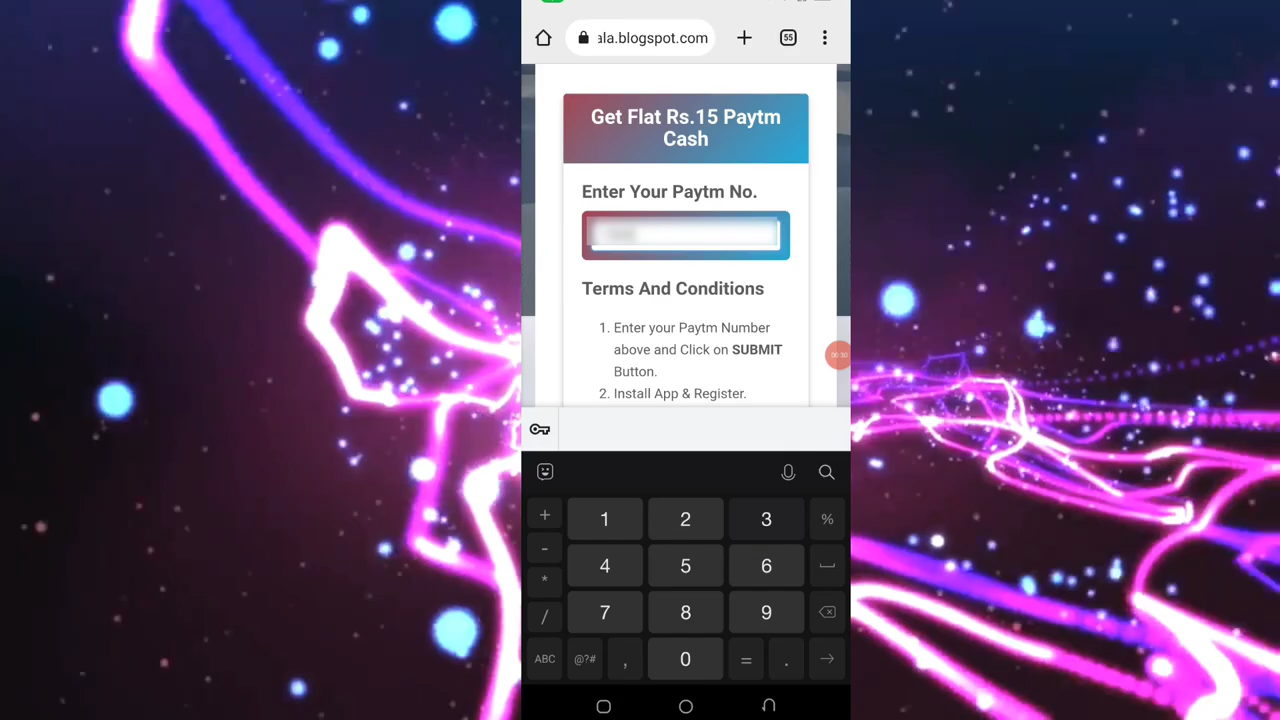 ala.blogspot.com
55
Get Flat Rs.15 Paytm
Cash
Enter Your Paytm No.
Terms And Conditions
1. Enter your Paytm Number
above and Click on SUBMIT
Button.
00:30
2. Install App & Register.
+ 1 2 3 %
- 4 5 6
*
/ 7 8 9
ABC @?# , 0 = .